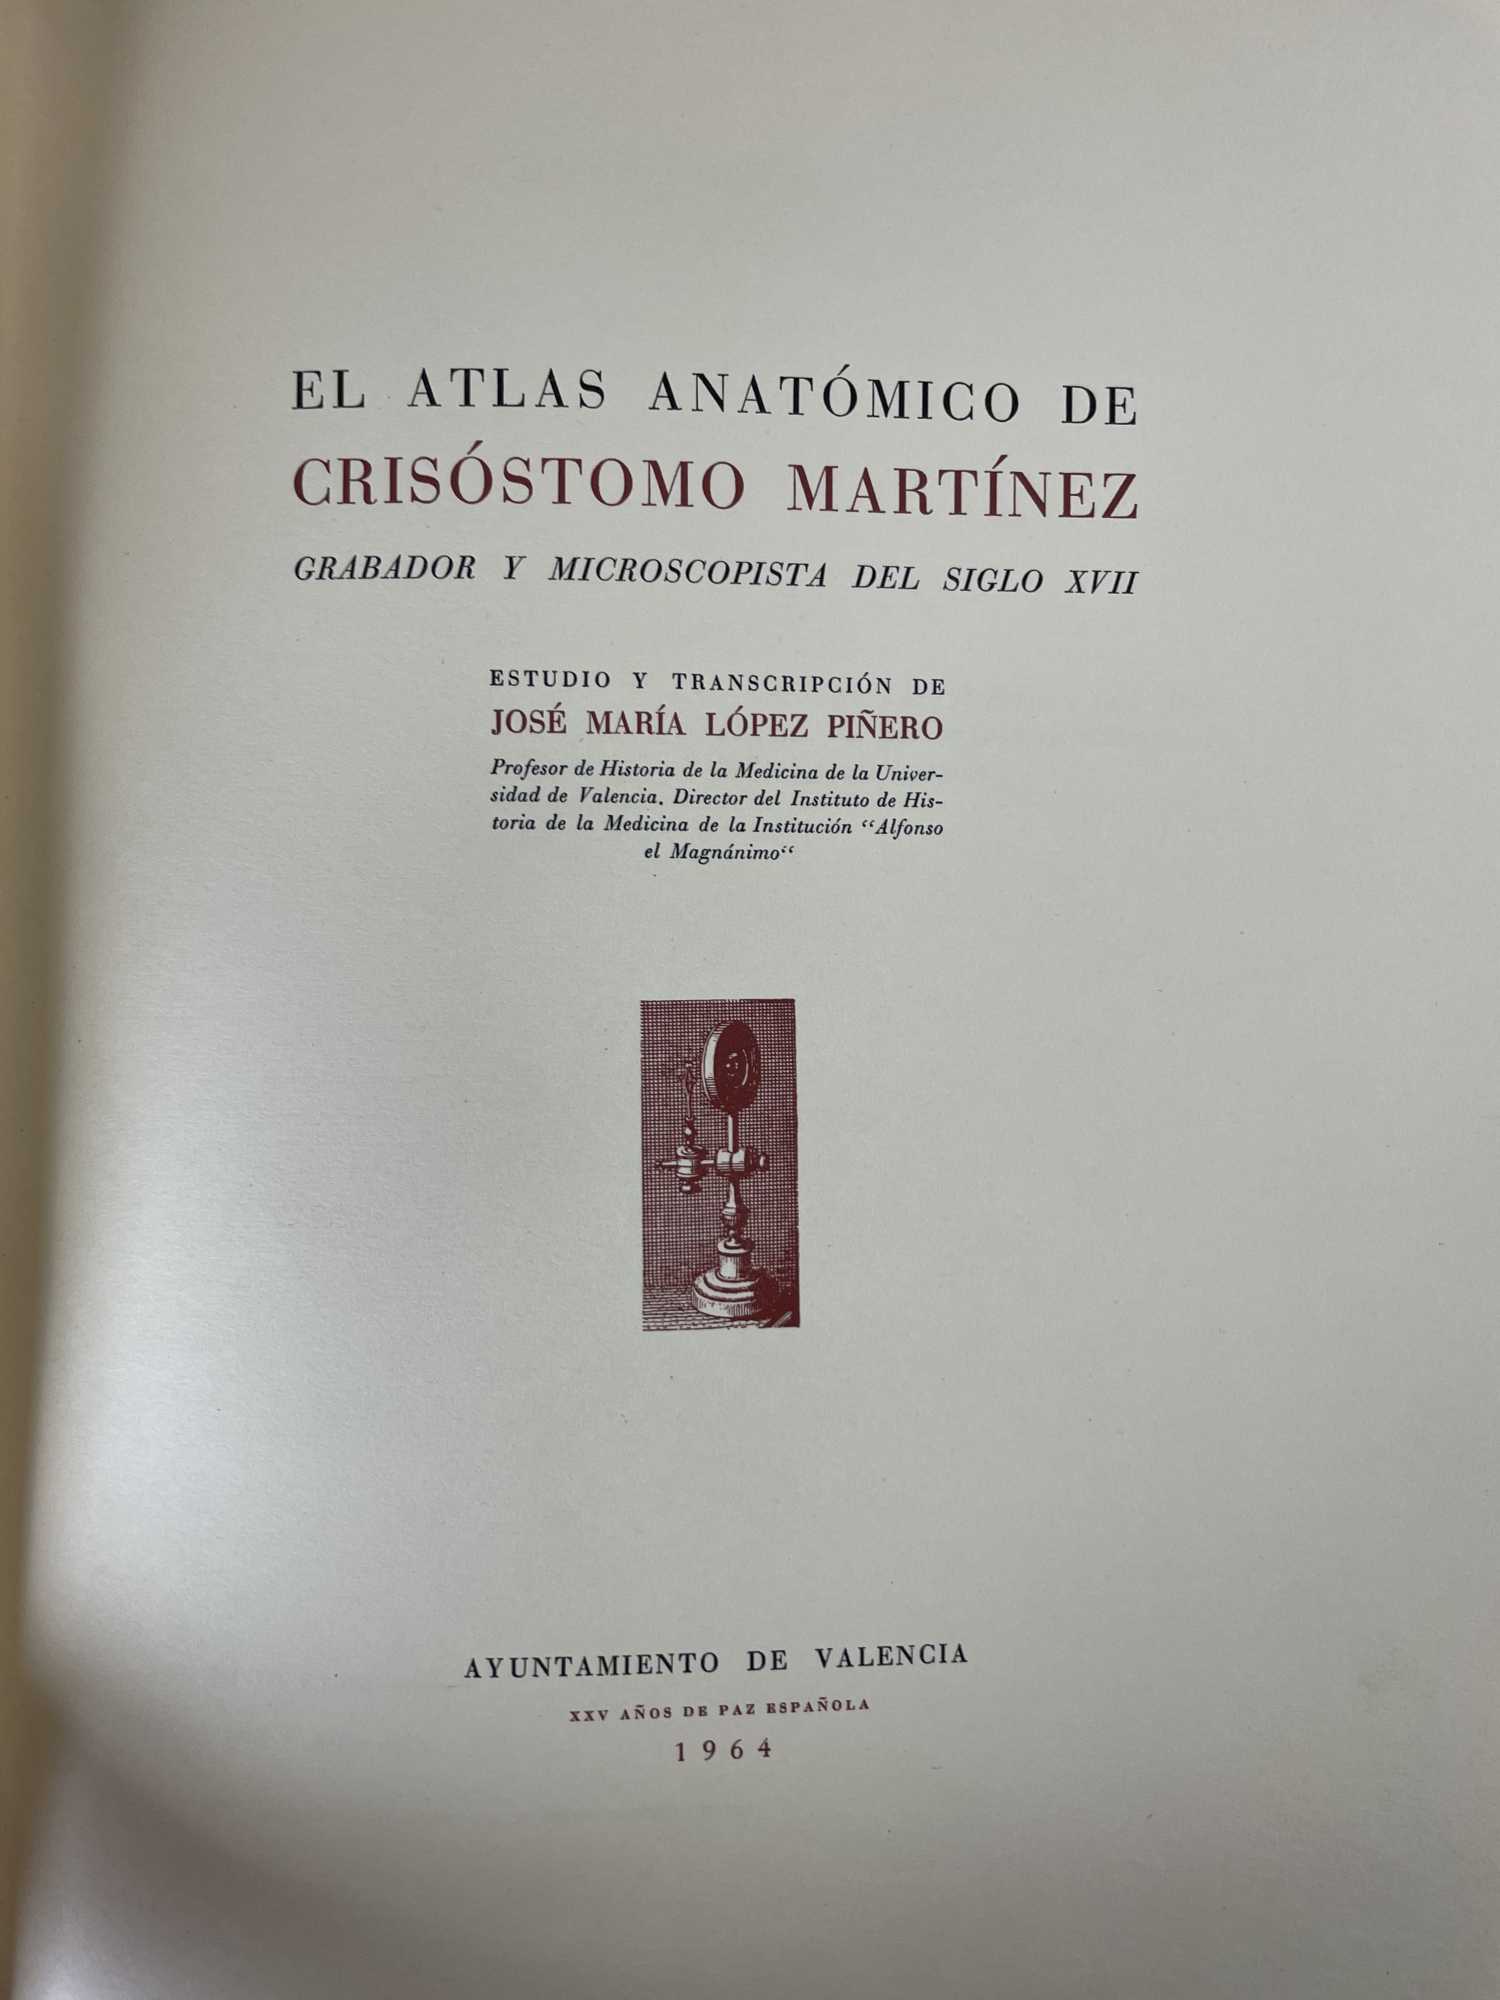 EL ATLAS ANATÓMICO DE
CRISÓSTOMO MARTÍNEZ
GRABADOR Y MICROSCOPISTA DEL SIGLO XVII
ESTUDIO Y TRANSCRIPCIÓN DE
JOSÉ MARÍA LÓPEZ PIÑERO
Profesor de Historia de la Medicina de la Univer-
sidad de Valencia. Director del Instituto de His-
toria de la Medicina de la Institución “Alfonso
el Magnánimo“
AYUNTAMIENTO DE VALENCIA
XXV AÑOS DE PAZ ESPAÑOLA
1964